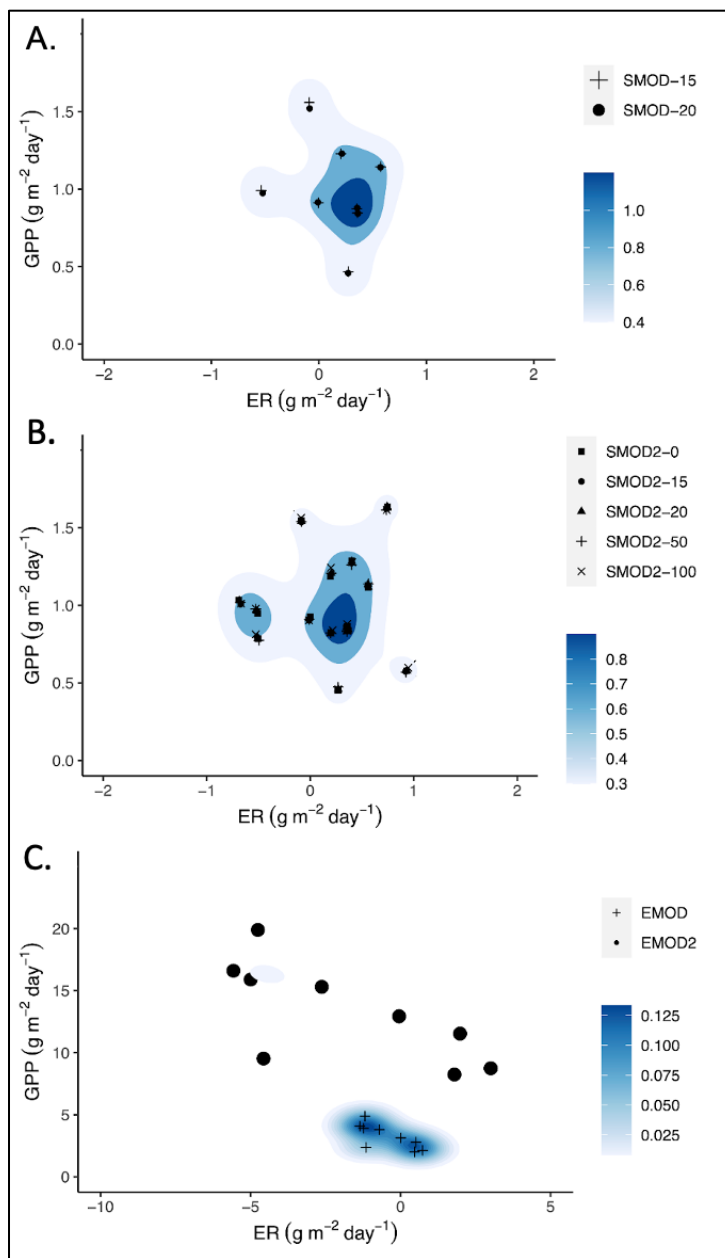 A.
GPP (g m⁻² day⁻¹)
1.5
1.0
0.5
0.0
-2
-1
0
1
2
ER (g m⁻² day⁻¹)
SMOD-15
SMOD-20
1.0
0.8
0.6
0.4
B.
GPP (g m⁻² day⁻¹)
1.5
1.0
0.5
0.0
-2
-1
0
1
2
ER (g m⁻² day⁻¹)
SMOD2-0
SMOD2-15
SMOD2-20
SMOD2-50
SMOD2-100
0.8
0.7
0.6
0.5
0.4
0.3
C.
GPP (g m⁻² day⁻¹)
20
15
10
5
0
-10
-5
0
5
ER (g m⁻² day⁻¹)
EMOD
EMOD2
0.125
0.100
0.075
0.050
0.025